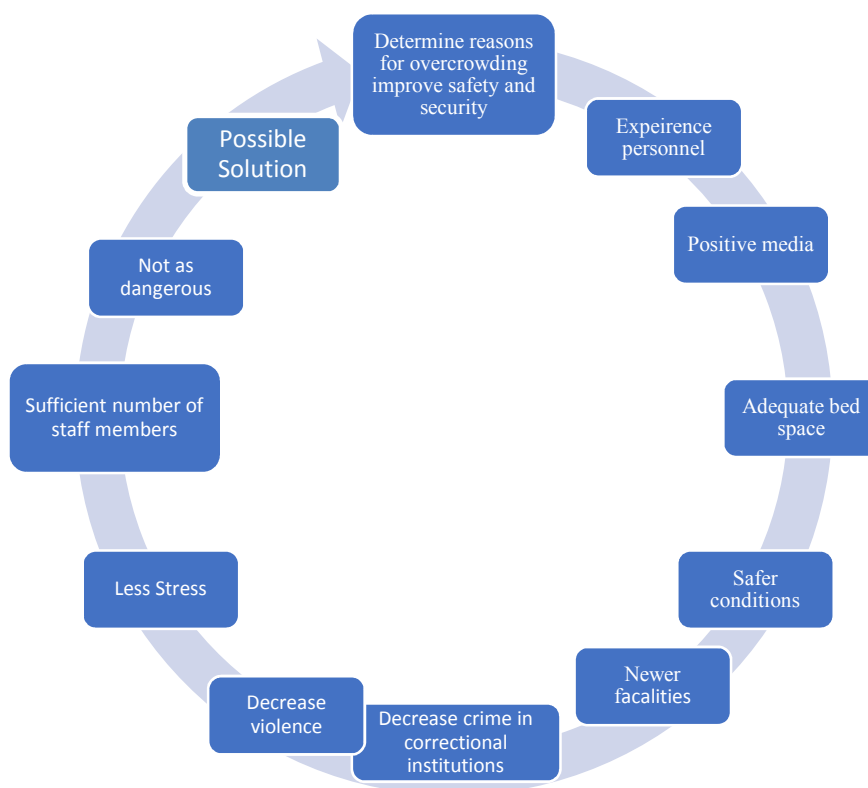 Determine reasons
for overcrowding
improve safety and
security
Expeirence
personnel
Positive media
Adequate bed
space
Safer
conditions
Newer
facalities
Decrease crime in
correctional
institutions
Decrease
violence
Less Stress
Sufficient number of
staff members
Not as
dangerous
Possible
Solution